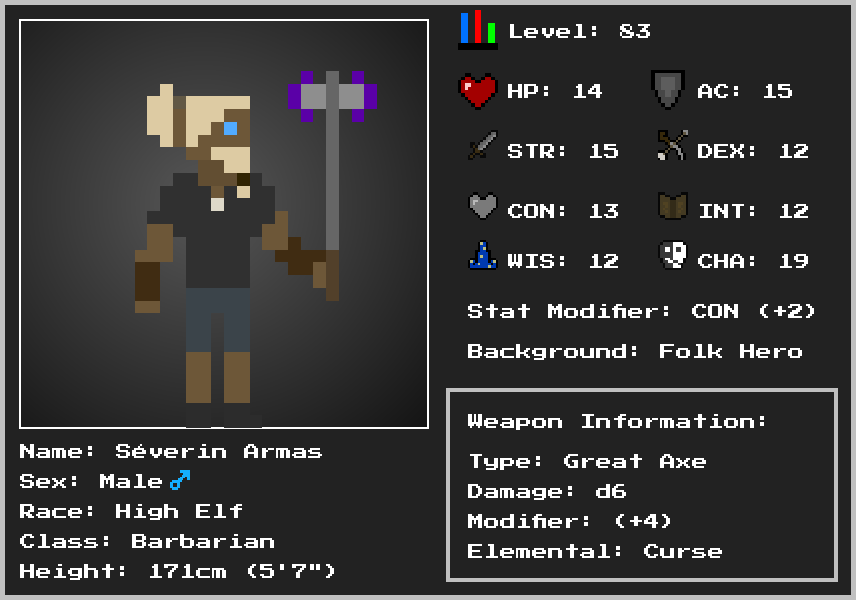 Level: 83
HP: 14 AC: 15
STR: 15 DEX: 12
CON: 13 INT: 12
WIS: 12 CHA: 19
Stat Modifier: CON (+2)
Background: Folk Hero
Weapon Information:
Type: Great Axe
Damage: d6
Modifier: (+4)
Elemental: Curse
Name: Séverin Armas
Sex: Male ♂
Race: High Elf
Class: Barbarian
Height: 171cm (5'7")